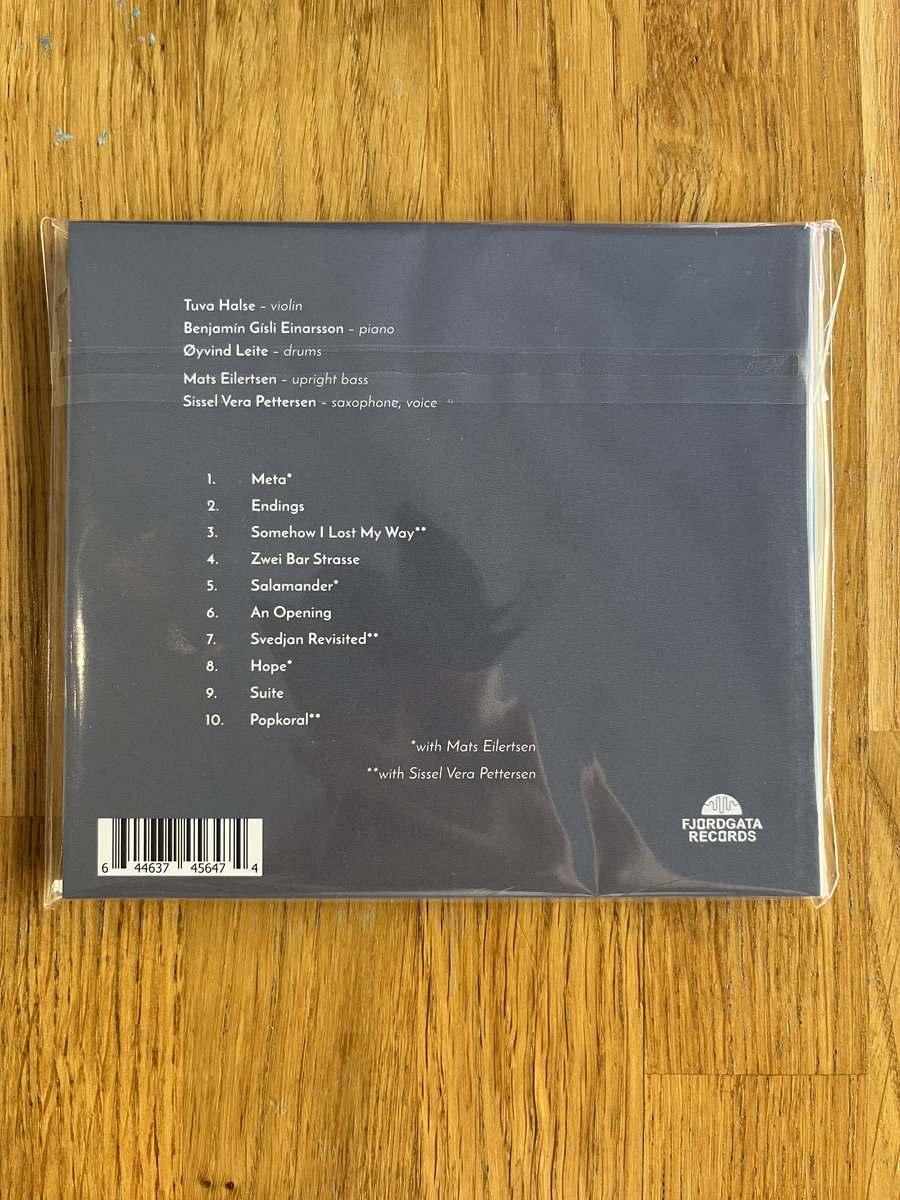 Tuva Halse – violin
Benjamín Gísli Einarsson – piano
Øyvind Leite – drums
Mats Eilertsen – upright bass
Sissel Vera Pettersen – saxophone, voice
1. Meta*
2. Endings
3. Somehow I Lost My Way**
4. Zwei Bar Strasse
5. Salamander*
6. An Opening
7. Svedjan Revisited**
8. Hope*
9. Suite
10. Popkoral**
*with Mats Eilertsen
**with Sissel Vera Pettersen
6 44637 45647 4
FJORDGATA
RECORDS